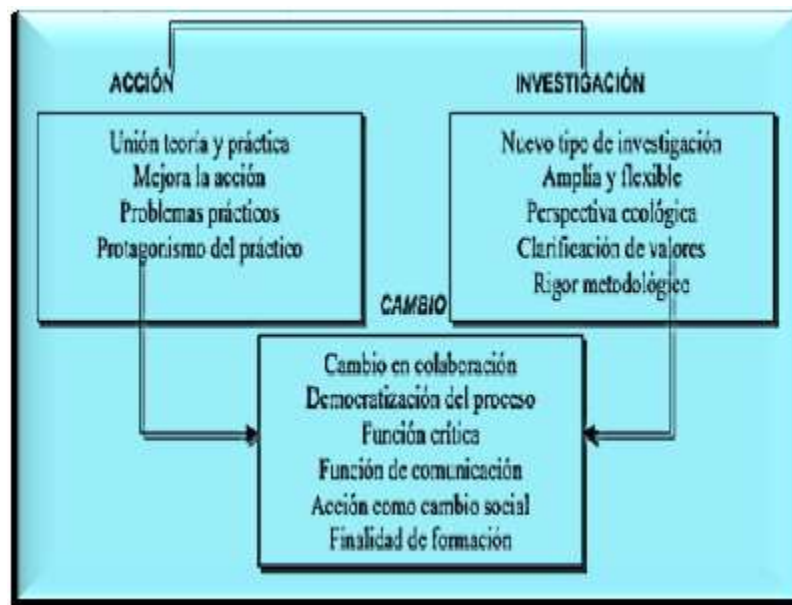 ACCIÓN
Unión teoría y práctica
Mejora la acción
Problemas prácticos
Protagonismo del práctico
INVESTIGACIÓN
Nuevo tipo de investigación
Amplía y flexible
Perspectiva ecológica
Clarificación de valores
Rigor metodológico
CAMBIO
Cambio en colaboración
Democratización del proceso
Función crítica
Función de comunicación
Acción como cambio social
Finalidad de formación